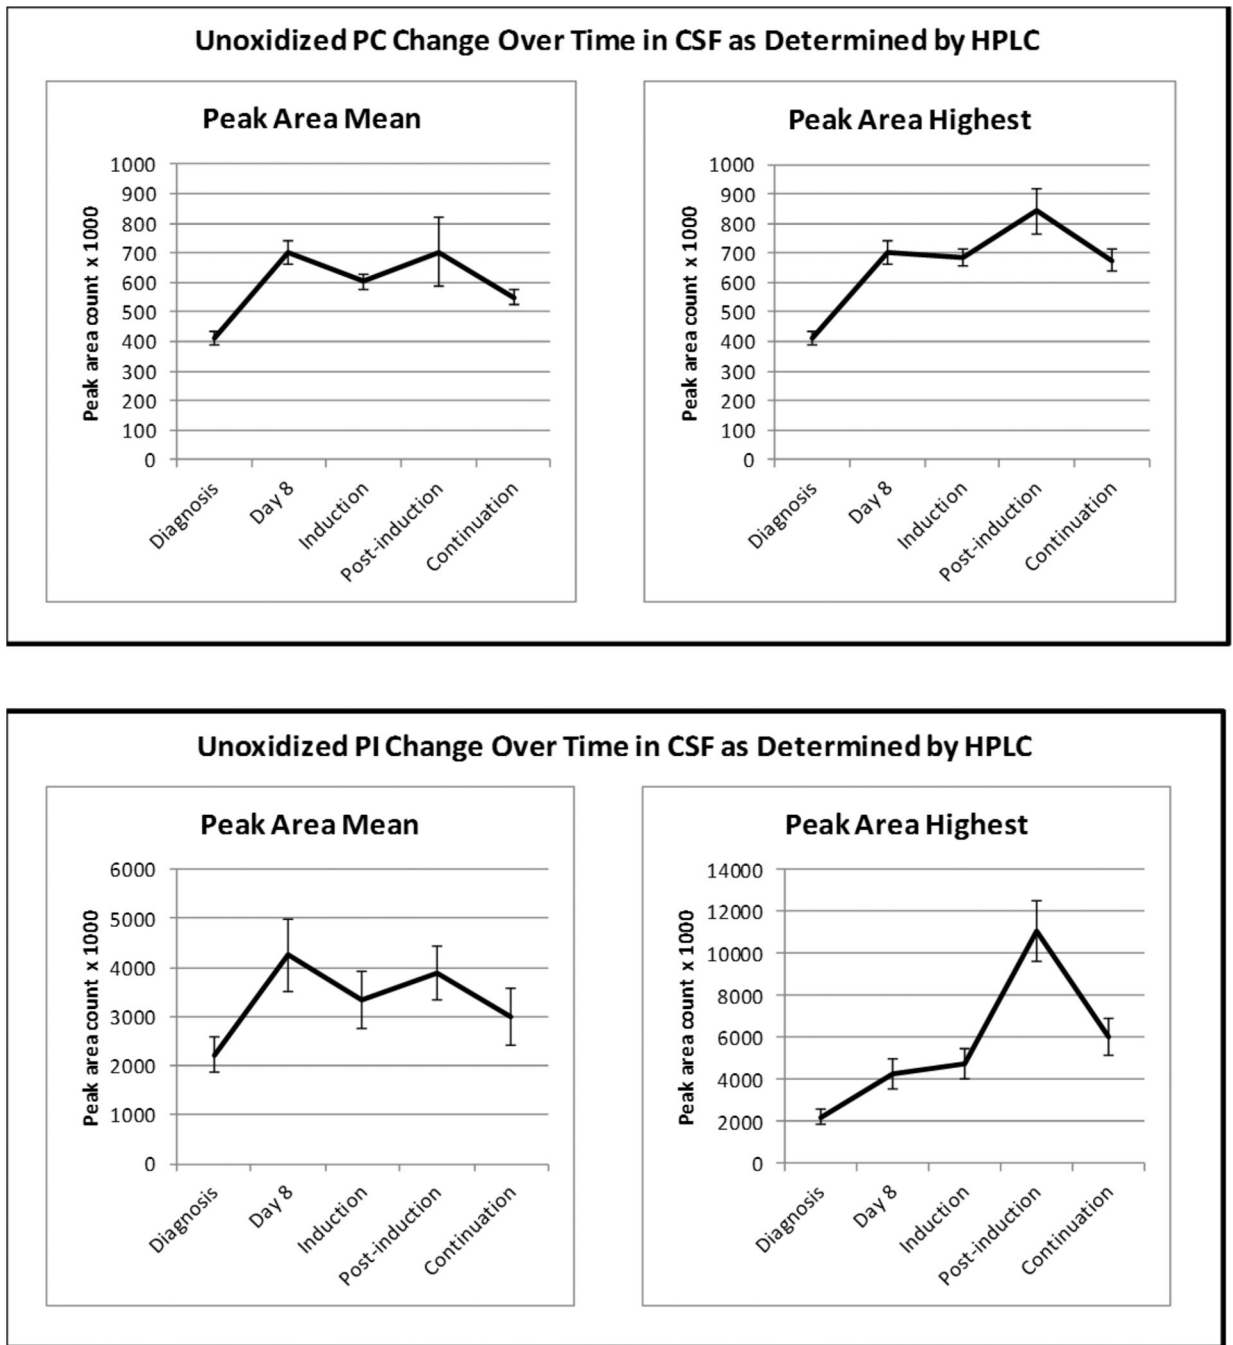 Unoxidized PC Change Over Time in CSF as Determined by HPLC
Peak Area Mean
Peak area count x 1000
1000
900
800
700
600
500
400
300
200
100
0
Diagnosis
Day 8
Induction
Post-induction
Continuation
Peak Area Highest
Peak area count x 1000
1000
900
800
700
600
500
400
300
200
100
0
Diagnosis
Day 8
Induction
Post-induction
Continuation
Unoxidized PI Change Over Time in CSF as Determined by HPLC
Peak Area Mean
Peak area count x 1000
6000
5000
4000
3000
2000
1000
0
Diagnosis
Day 8
Induction
Post-induction
Continuation
Peak Area Highest
Peak area count x 1000
14000
12000
10000
8000
6000
4000
2000
0
Diagnosis
Day 8
Induction
Post-induction
Continuation